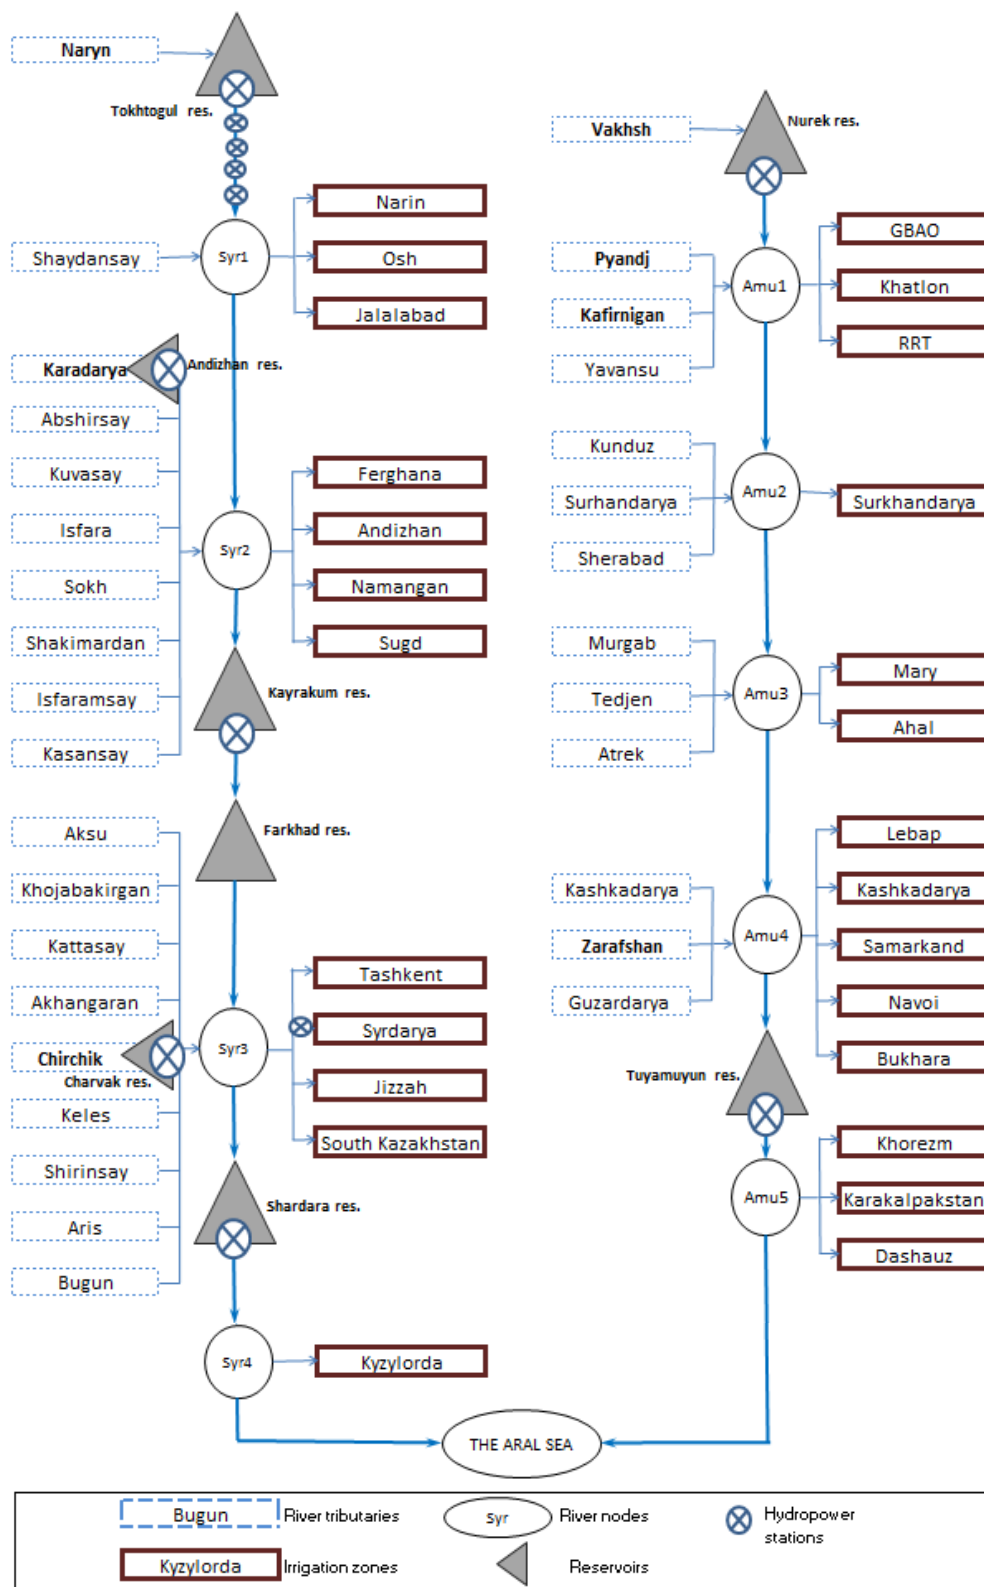 Naryn
Tokhtogul res.
Shaydansay
Syr1
Narin
Osh
Jalalabad
Karadarya
Andizhan res.
Abshirsay
Kuvasay
Isfara
Sokh
Shakimardan
Isfaramsay
Kasansay
Syr2
Ferghana
Andizhan
Namangan
Sugd
Kayrakum res.
Farkhad res.
Aksu
Khojabakirgan
Kattasay
Akhangaran
Chirchik
Charvak res.
Keles
Shirinsay
Aris
Bugun
Syr3
Tashkent
Syrdarya
Jizzah
South Kazakhstan
Shardara res.
Syr4
Kyzylorda
Vakhsh
Nurek res.
Pyandj
Kafirnigan
Yavansu
Amu1
GBAO
Khatlon
RRT
Kunduz
Surhandarya
Sherabad
Amu2
Surkhandarya
Murgab
Tedjen
Atrek
Amu3
Mary
Ahal
Kashkadarya
Zarafshan
Guzardarya
Amu4
Lebap
Kashkadarya
Samarkand
Navoi
Bukhara
Tuyamuyun res.
Amu5
Khorezm
Karakalpakstan
Dashauz
THE ARAL SEA
Bugun
River tributaries
Syr
River nodes
Hydropower
stations
Kyzylorda
Irrigation zones
Reservoirs